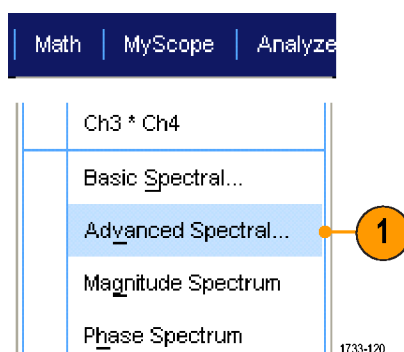 Math | MyScope | Analyze
Ch3 * Ch4
Basic Spectral...
Advanced Spectral...
1
Magnitude Spectrum
Phase Spectrum
1733-120